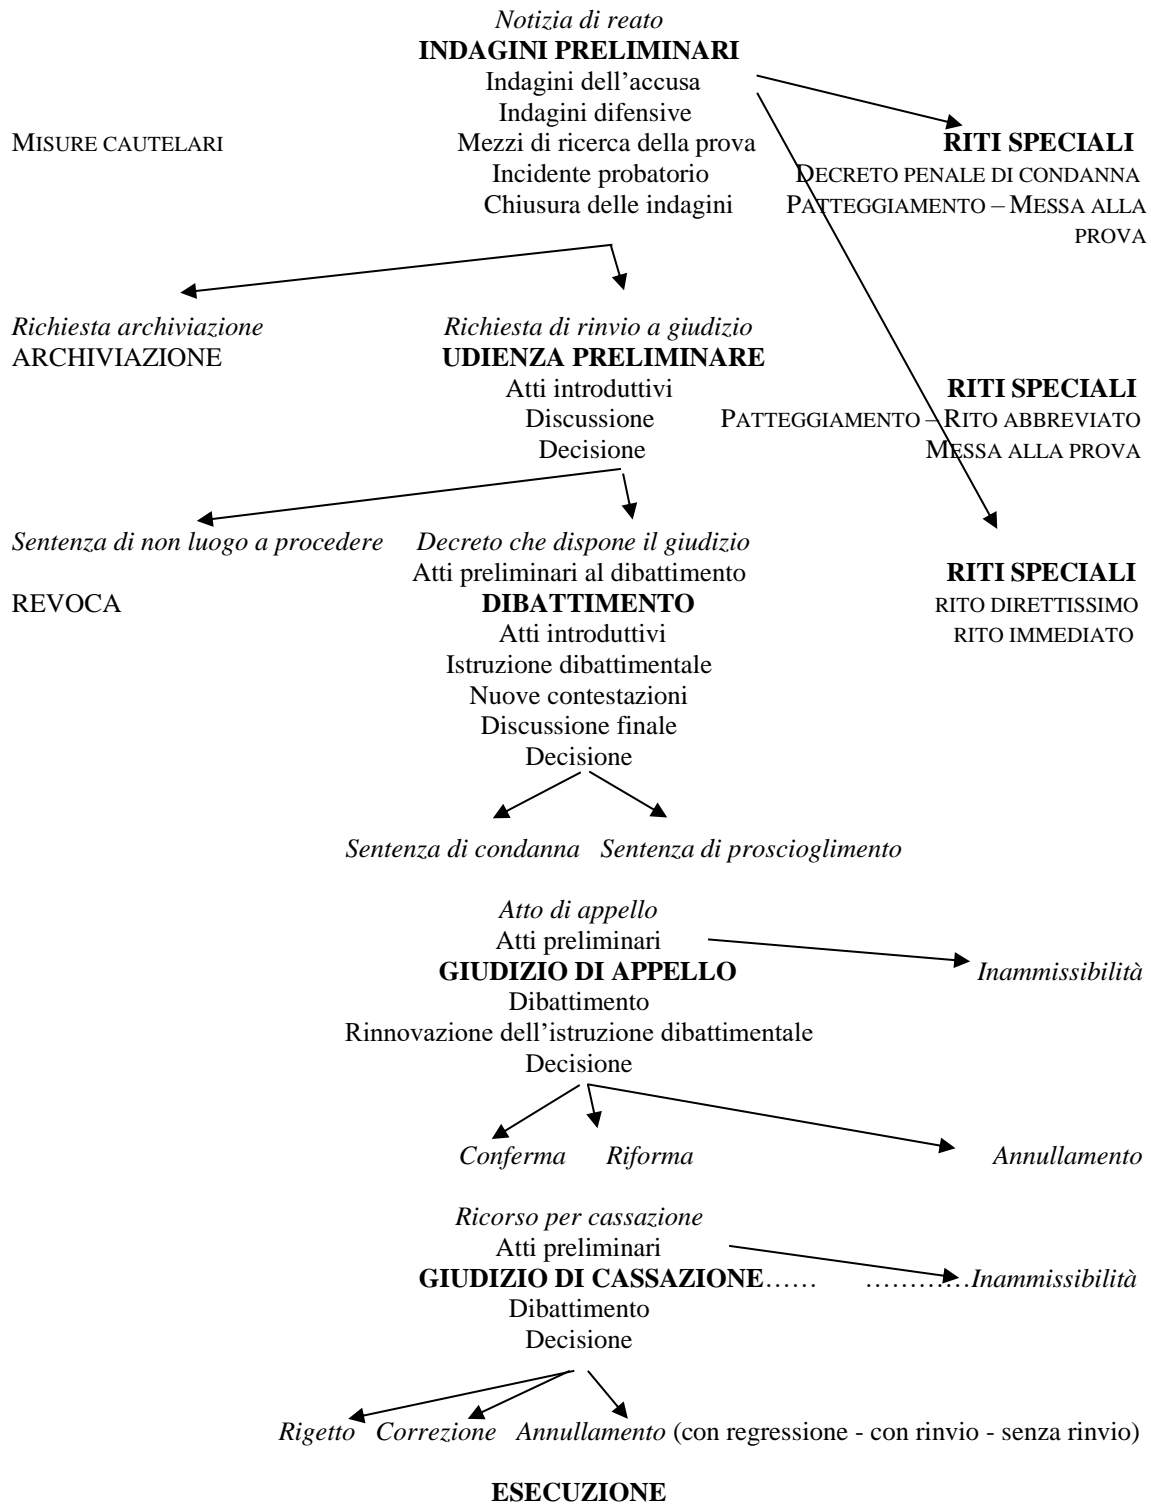 Notizia di reato
INDAGINI PRELIMINARI
Indagini dell’accusa
Indagini difensive
MISURE CAUTELARI Mezzi di ricerca della prova RITI SPECIALI
Incidente probatorio DECRETO PENALE DI CONDANNA
Chiusura delle indagini PATTEGGIAMENTO – MESSA ALLA
PROVA
Richiesta archiviazione Richiesta di rinvio a giudizio
ARCHIVIAZIONE UDIENZA PRELIMINARE
Atti introduttivi RITI SPECIALI
Discussione PATTEGGIAMENTO – RITO ABBREVIATO
Decisione MESSA ALLA PROVA
Sentenza di non luogo a procedere Decreto che dispone il giudizio
Atti preliminari al dibattimento RITI SPECIALI
REVOCA DIBATTIMENTO RITO DIRETTISSIMO
Atti introduttivi RITO IMMEDIATO
Istruzione dibattimentale
Nuove contestazioni
Discussione finale
Decisione
Sentenza di condanna Sentenza di proscioglimento
Atto di appello
Atti preliminari
GIUDIZIO DI APPELLO Inammissibilità
Dibattimento
Rinnovazione dell’istruzione dibattimentale
Decisione
Conferma Riforma Annullamento
Ricorso per cassazione
Atti preliminari
GIUDIZIO DI CASSAZIONE…… …………Inammissibilità
Dibattimento
Decisione
Rigetto Correzione Annullamento (con regressione - con rinvio - senza rinvio)
ESECUZIONE